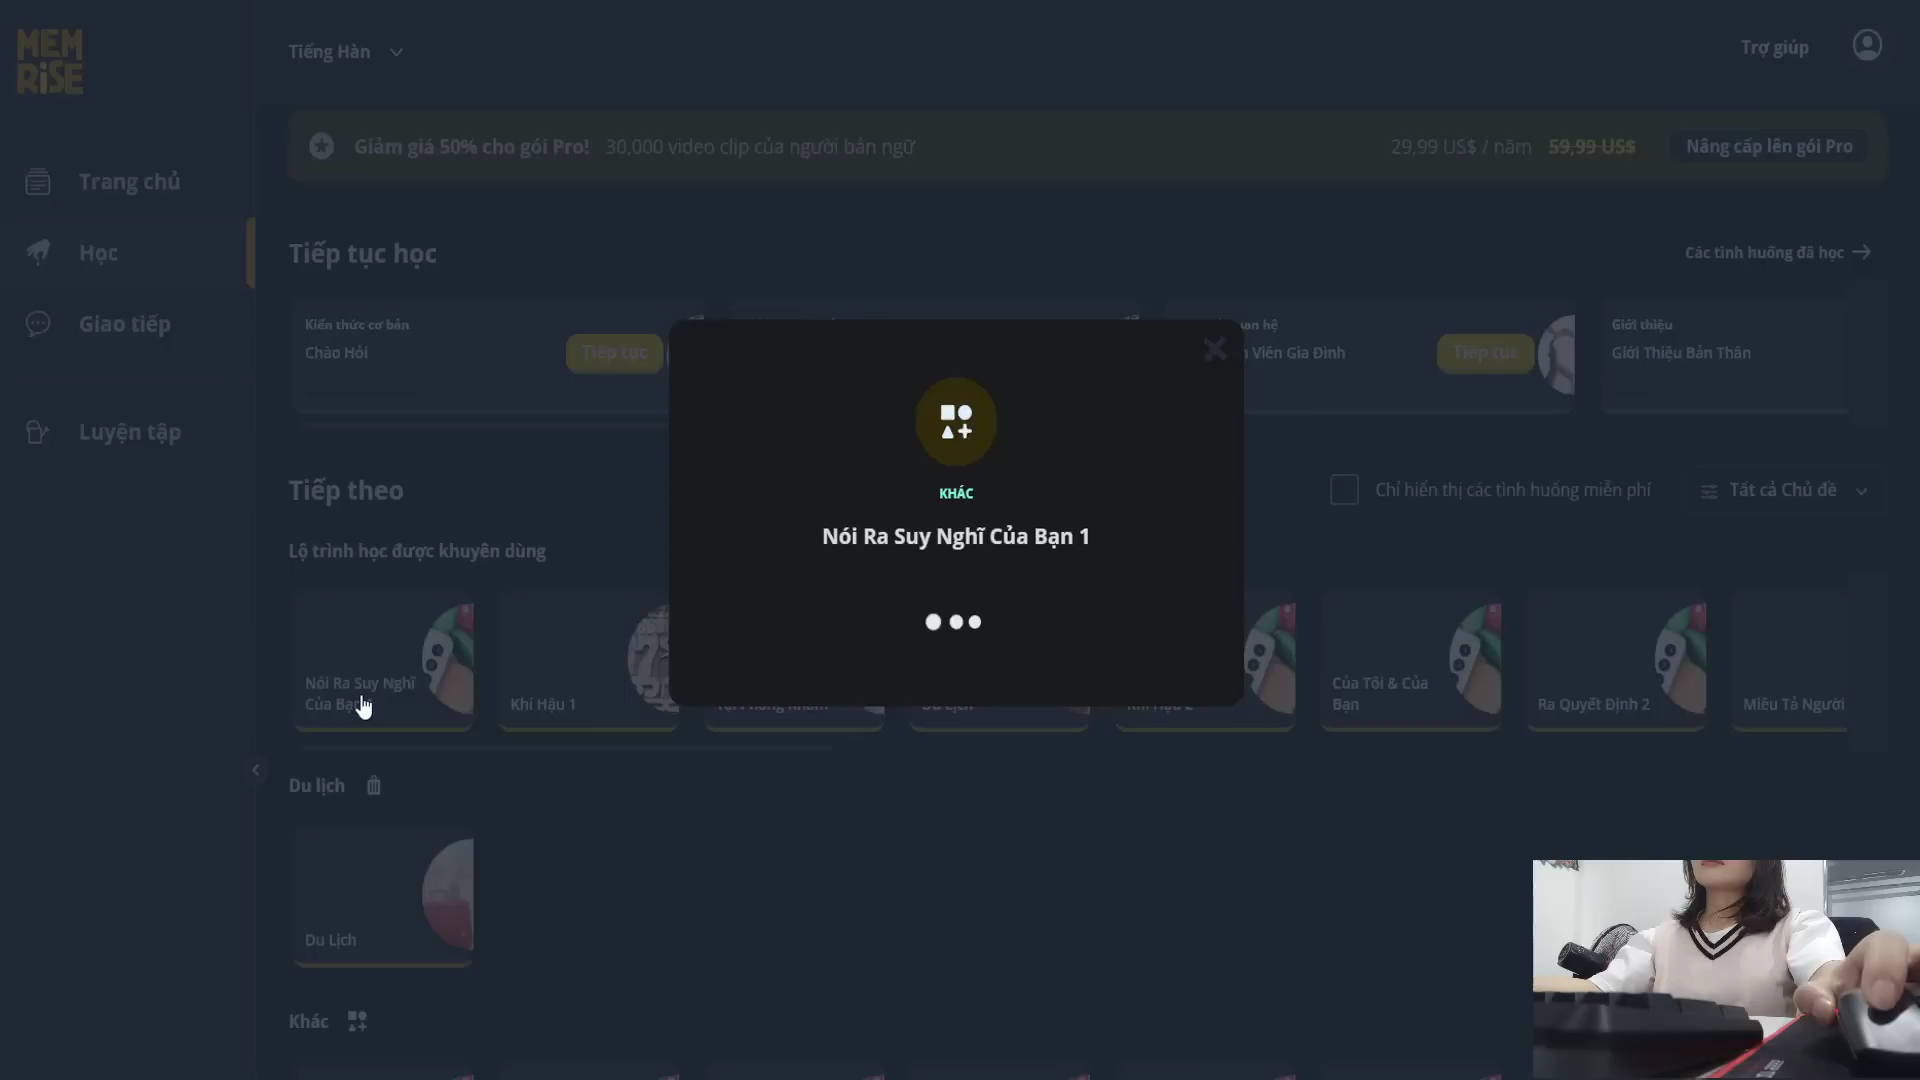 MEM
RiSE
Tiếng Hàn
Trợ giúp
Giảm giá 50% cho gói Pro! 30,000 video clip của người bản ngữ
29,99 US$ / năm 59,99 US$ Nâng cấp lên gói Pro
Trang chủ
Học
Giao tiếp
Luyện tập
Tiếp tục học
Các tình huống đã học
Kiến thức cơ bản
Chào Hỏi
Tiếp tục
Viên Gia Đình
Tiếp tục
Giới thiệu
Giới Thiệu Bản Thân
KHÁC
Nói Ra Suy Nghĩ Của Bạn 1
Tiếp theo
Chỉ hiển thị các tình huống miễn phí
Tất cả Chủ đề
Lộ trình học được khuyên dùng
Nói Ra Suy Nghĩ
Của
Khí Hậu 1
Của Tôi & Của
Bạn
Ra Quyết Định 2
Miêu Tả Người
Du lịch
Du Lịch
Khác